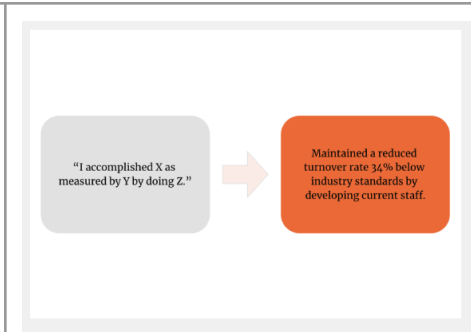 “I accomplished X as
measured by Y by doing Z.”
Maintained a reduced
turnover rate 34% below
industry standards by
developing current staff.